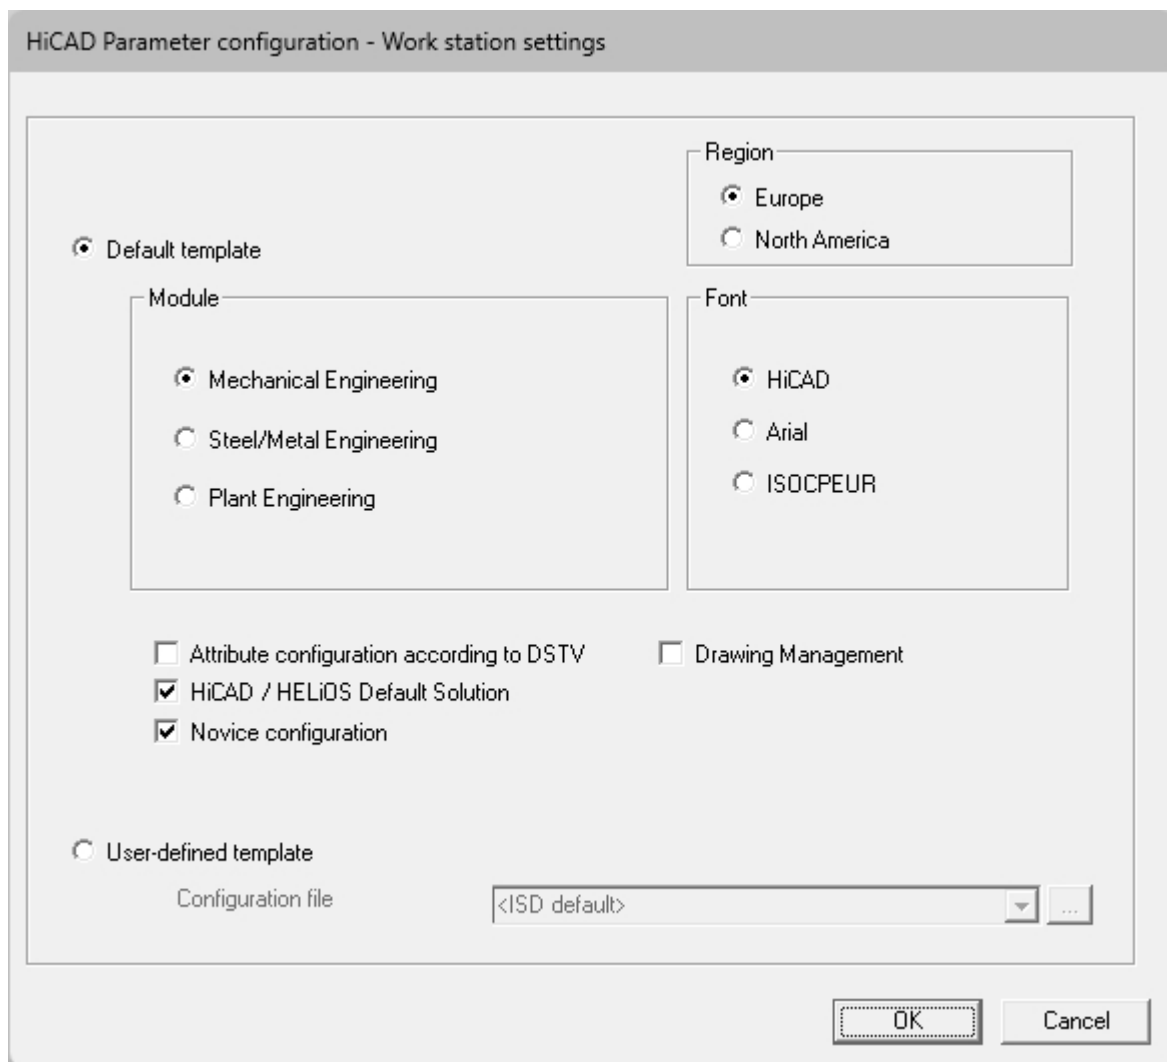 HiCAD Parameter configuration - Work station settings
Region
Europe
North America
Default template
Module
Mechanical Engineering
Steel/Metal Engineering
Plant Engineering
Font
HiCAD
Arial
ISOCPEUR
Attribute configuration according to DSTV
Drawing Management
HiCAD / HELiOS Default Solution
Novice configuration
User-defined template
Configuration file
<ISD default>
...
OK
Cancel